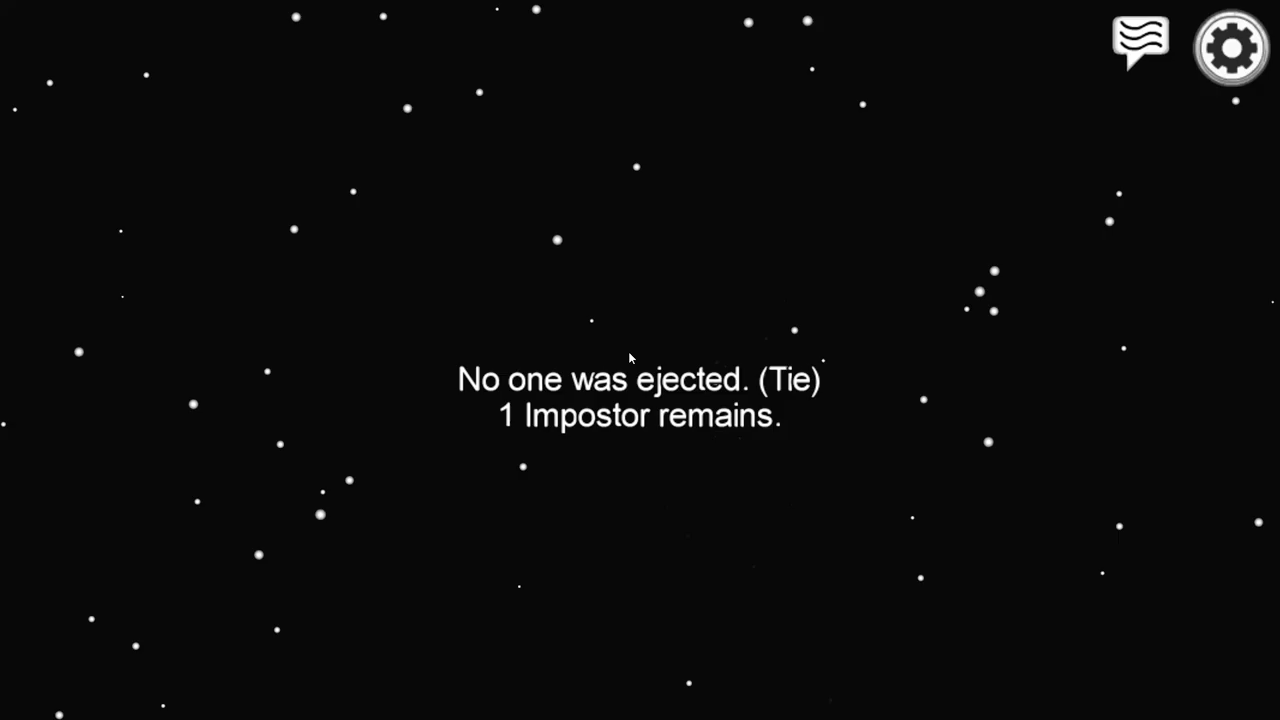 No one was ejected. (Tie)
1 Impostor remains.